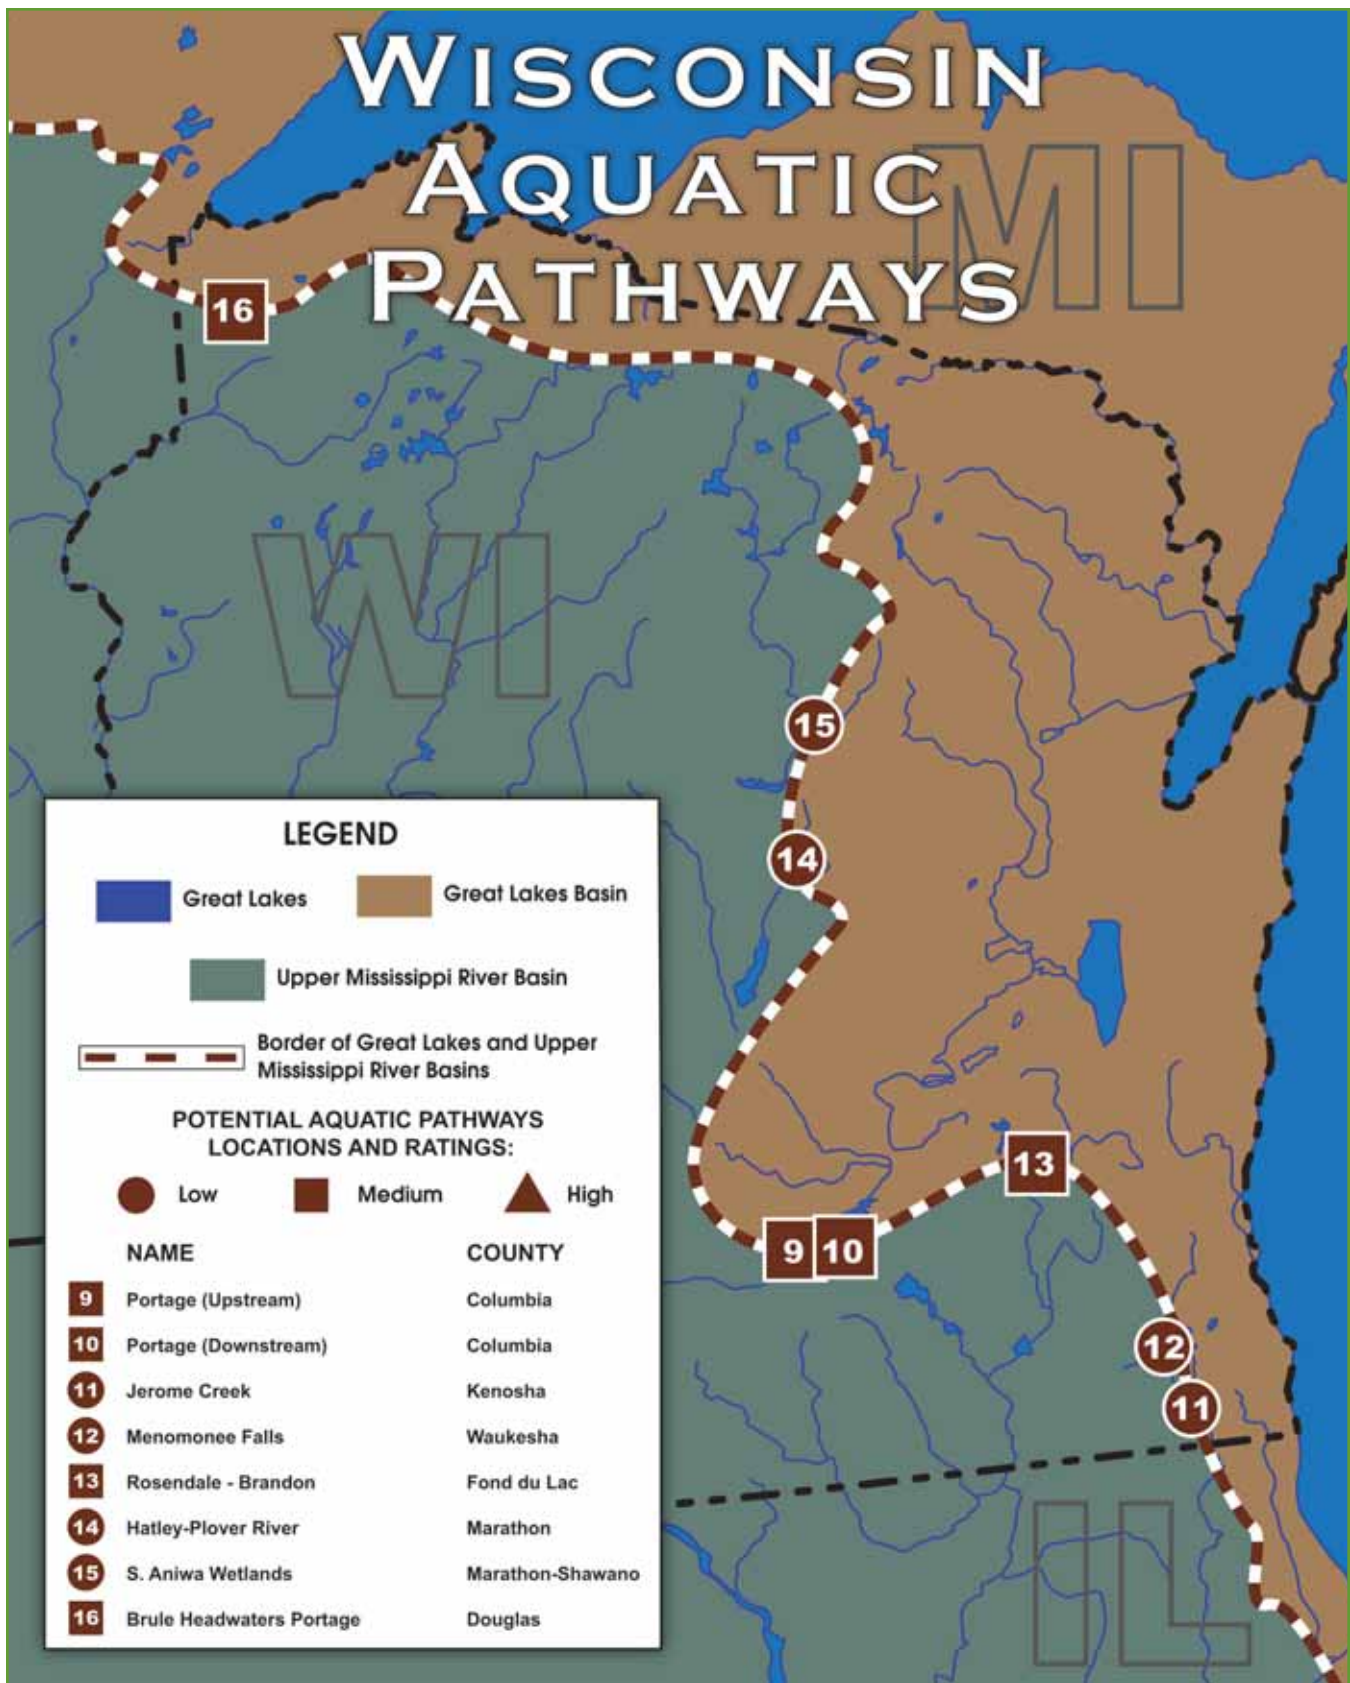 WISCONSIN
AQUATIC
PATHWAYS
MI
16
WI
15
14
13
9 10
12
11
IL
LEGEND
Great Lakes
Great Lakes Basin
Upper Mississippi River Basin
Border of Great Lakes and Upper
Mississippi River Basins
POTENTIAL AQUATIC PATHWAYS
LOCATIONS AND RATINGS:
Low Medium High
NAME COUNTY
9 Portage (Upstream) Columbia
10 Portage (Downstream) Columbia
11 Jerome Creek Kenosha
12 Menomonee Falls Waukesha
13 Rosendale - Brandon Fond du Lac
14 Hatley-Plover River Marathon
15 S. Aniwa Wetlands Marathon-Shawano
16 Brule Headwaters Portage Douglas